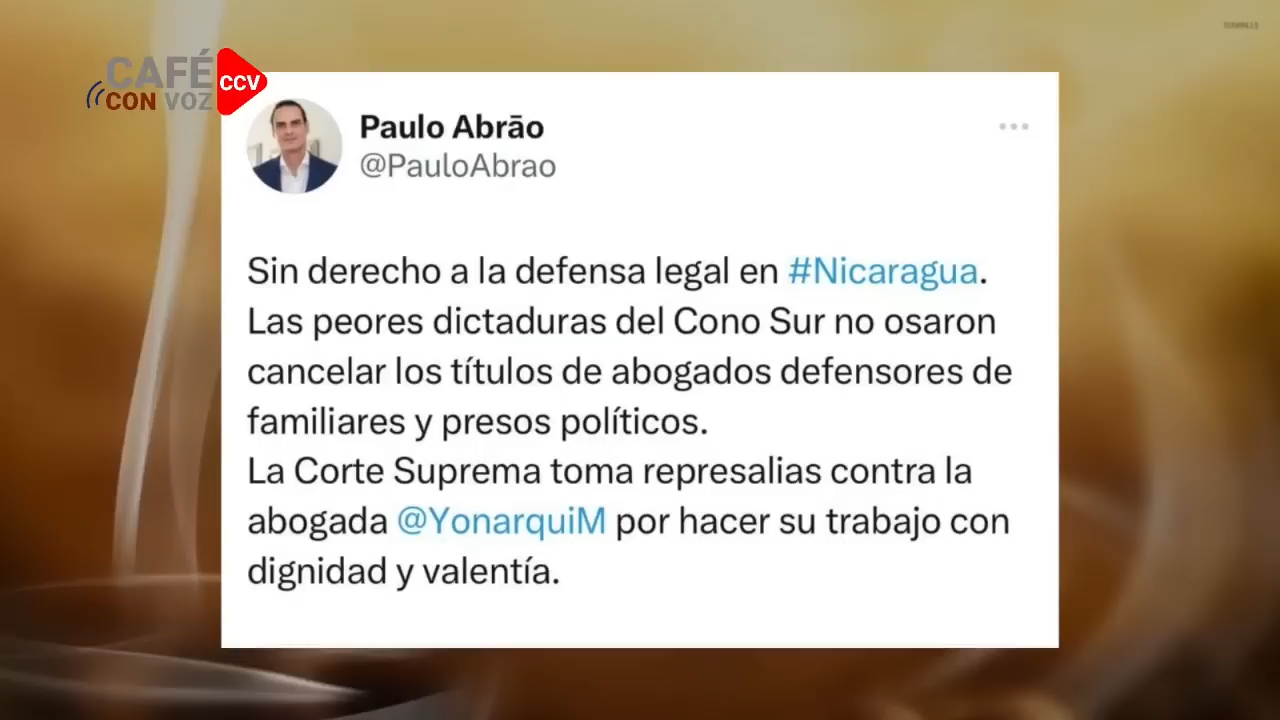 CAFÉ
CON VOZ
CCV
Paulo Abrão
@PauloAbrao
Sin derecho a la defensa legal en #Nicaragua.
Las peores dictaduras del Cono Sur no osaron
cancelar los títulos de abogados defensores de
familiares y presos políticos.
La Corte Suprema toma represalias contra la
abogada @YonarquiM por hacer su trabajo con
dignidad y valentía.